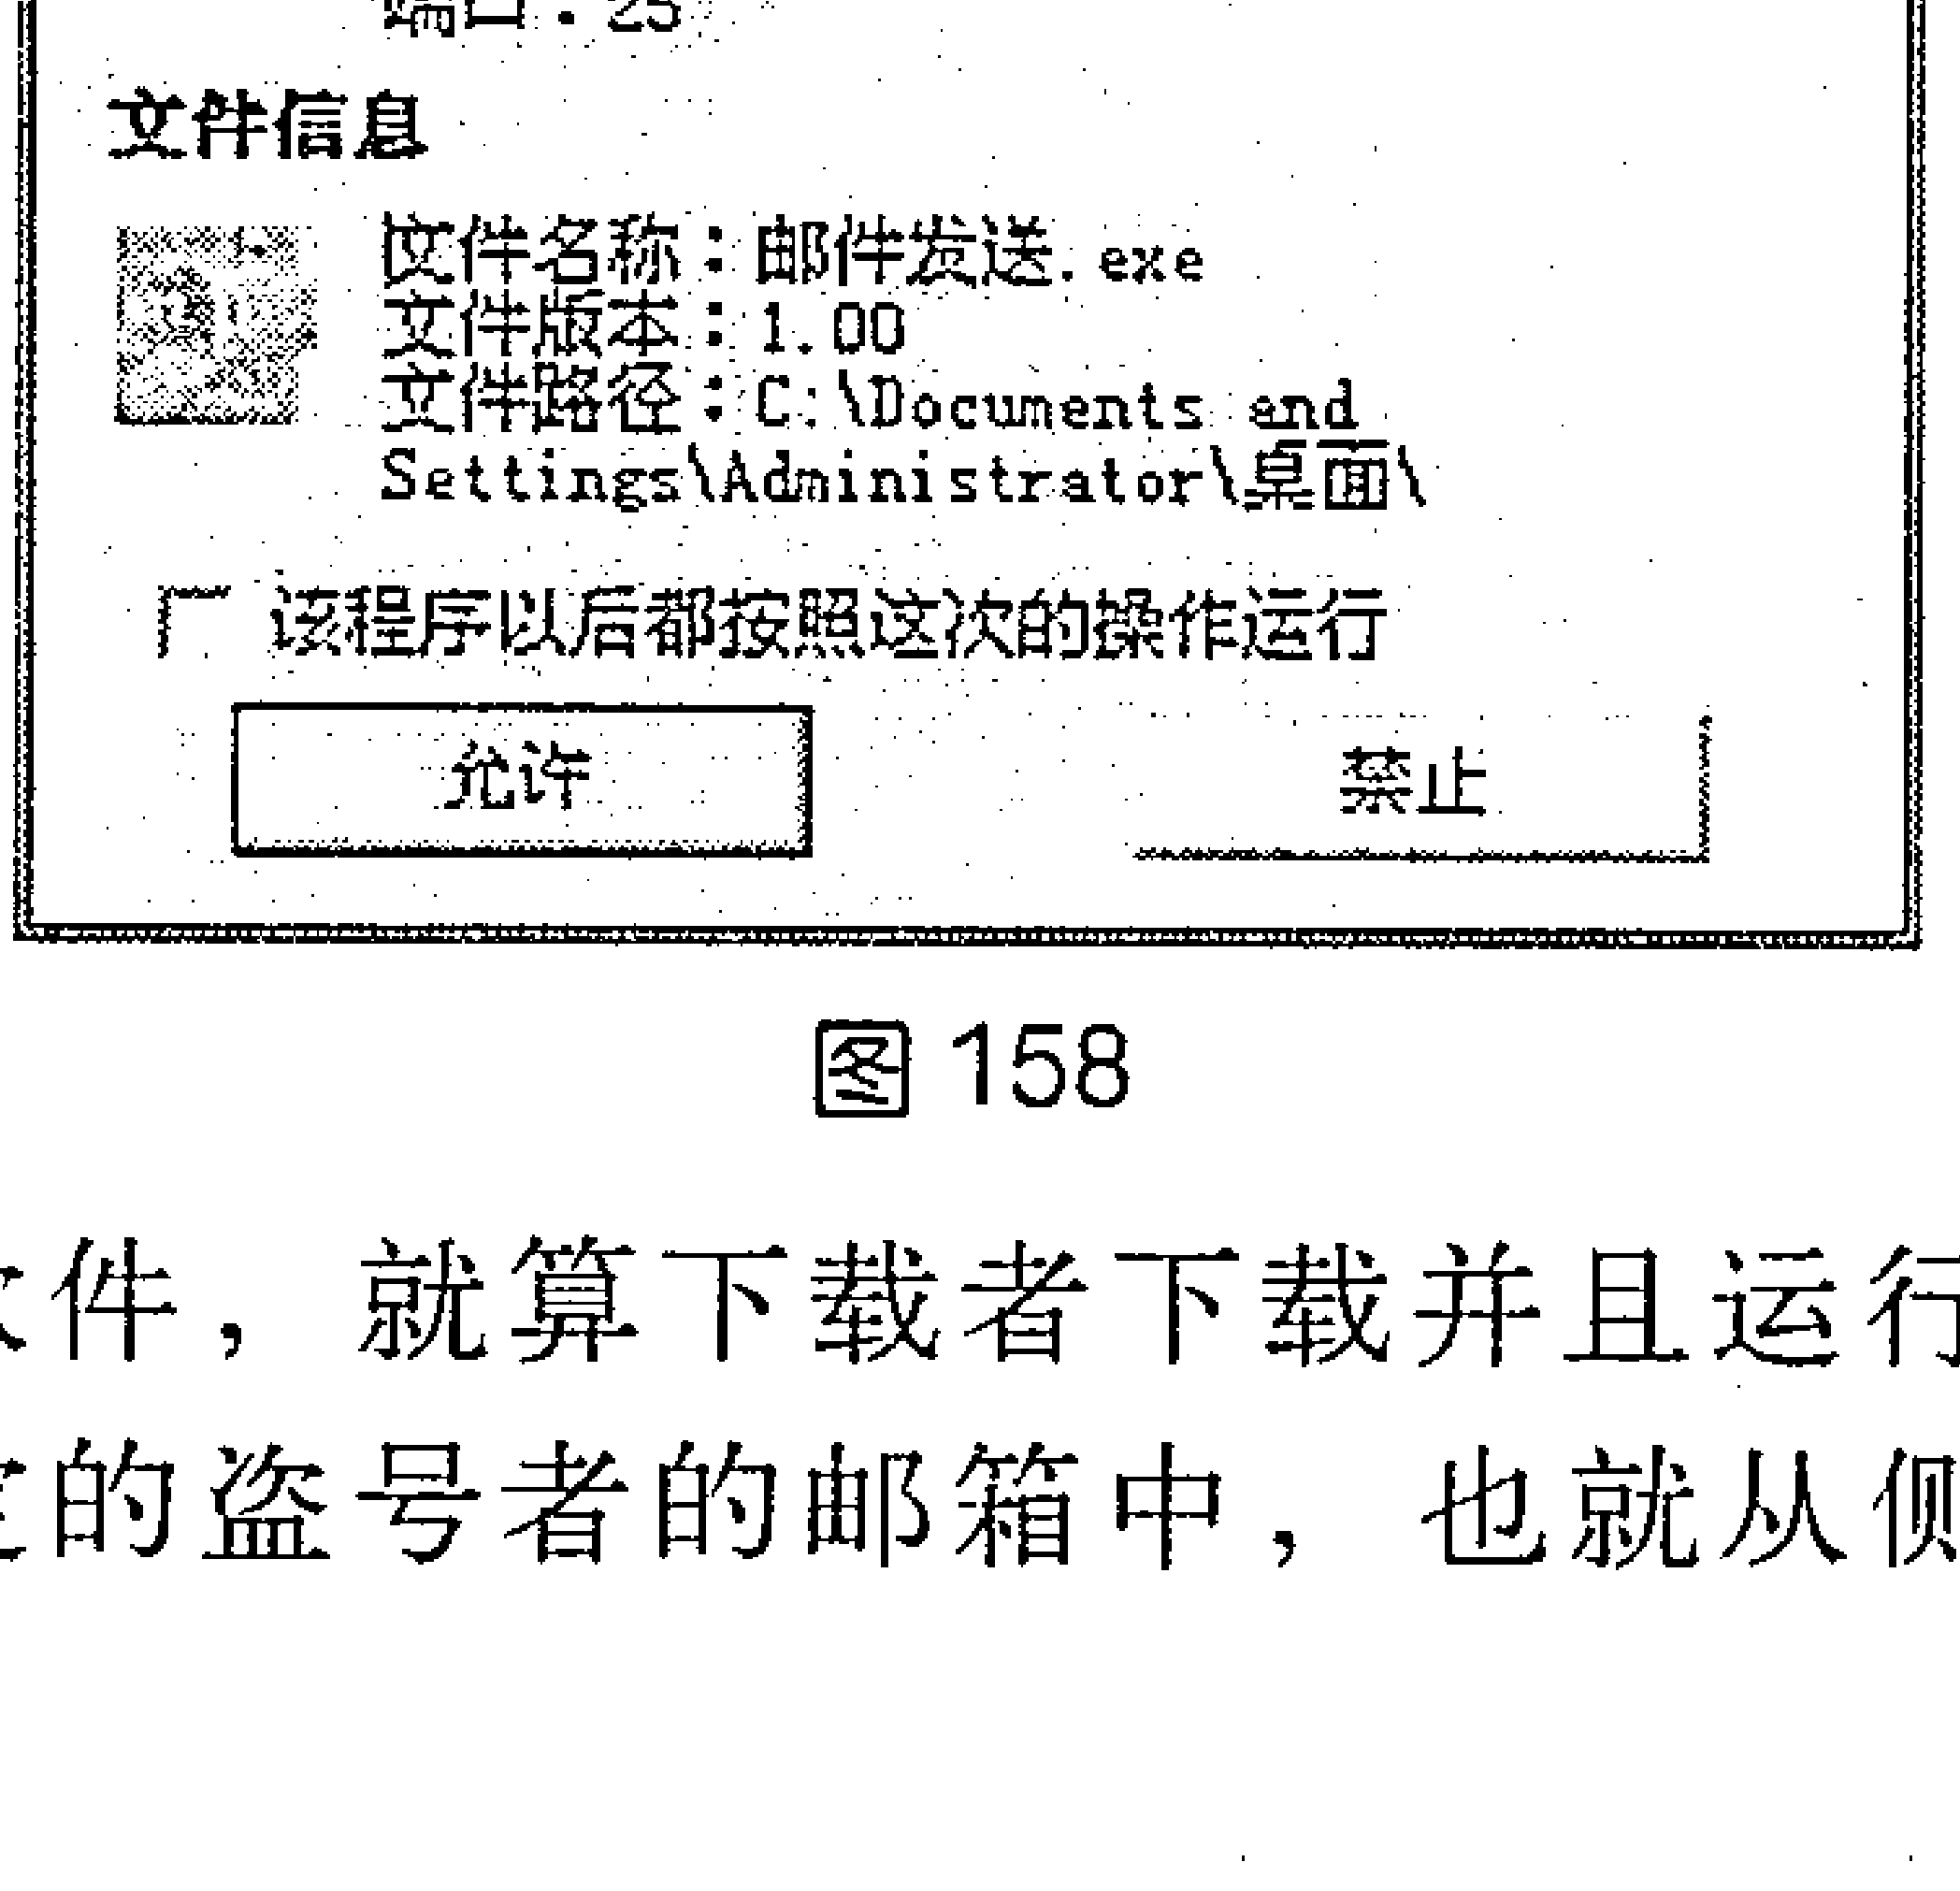 端口：25
文件信息
文件名称：邮件发送.exe
文件版本：1.00
文件路径：C:\Documents and
Settings\Administrator\桌面\
该程序以后都按照这次的操作运行
允许 禁止
图 158
件，就算下载者下载并且运行
的盗号者的邮箱中，也就从侧